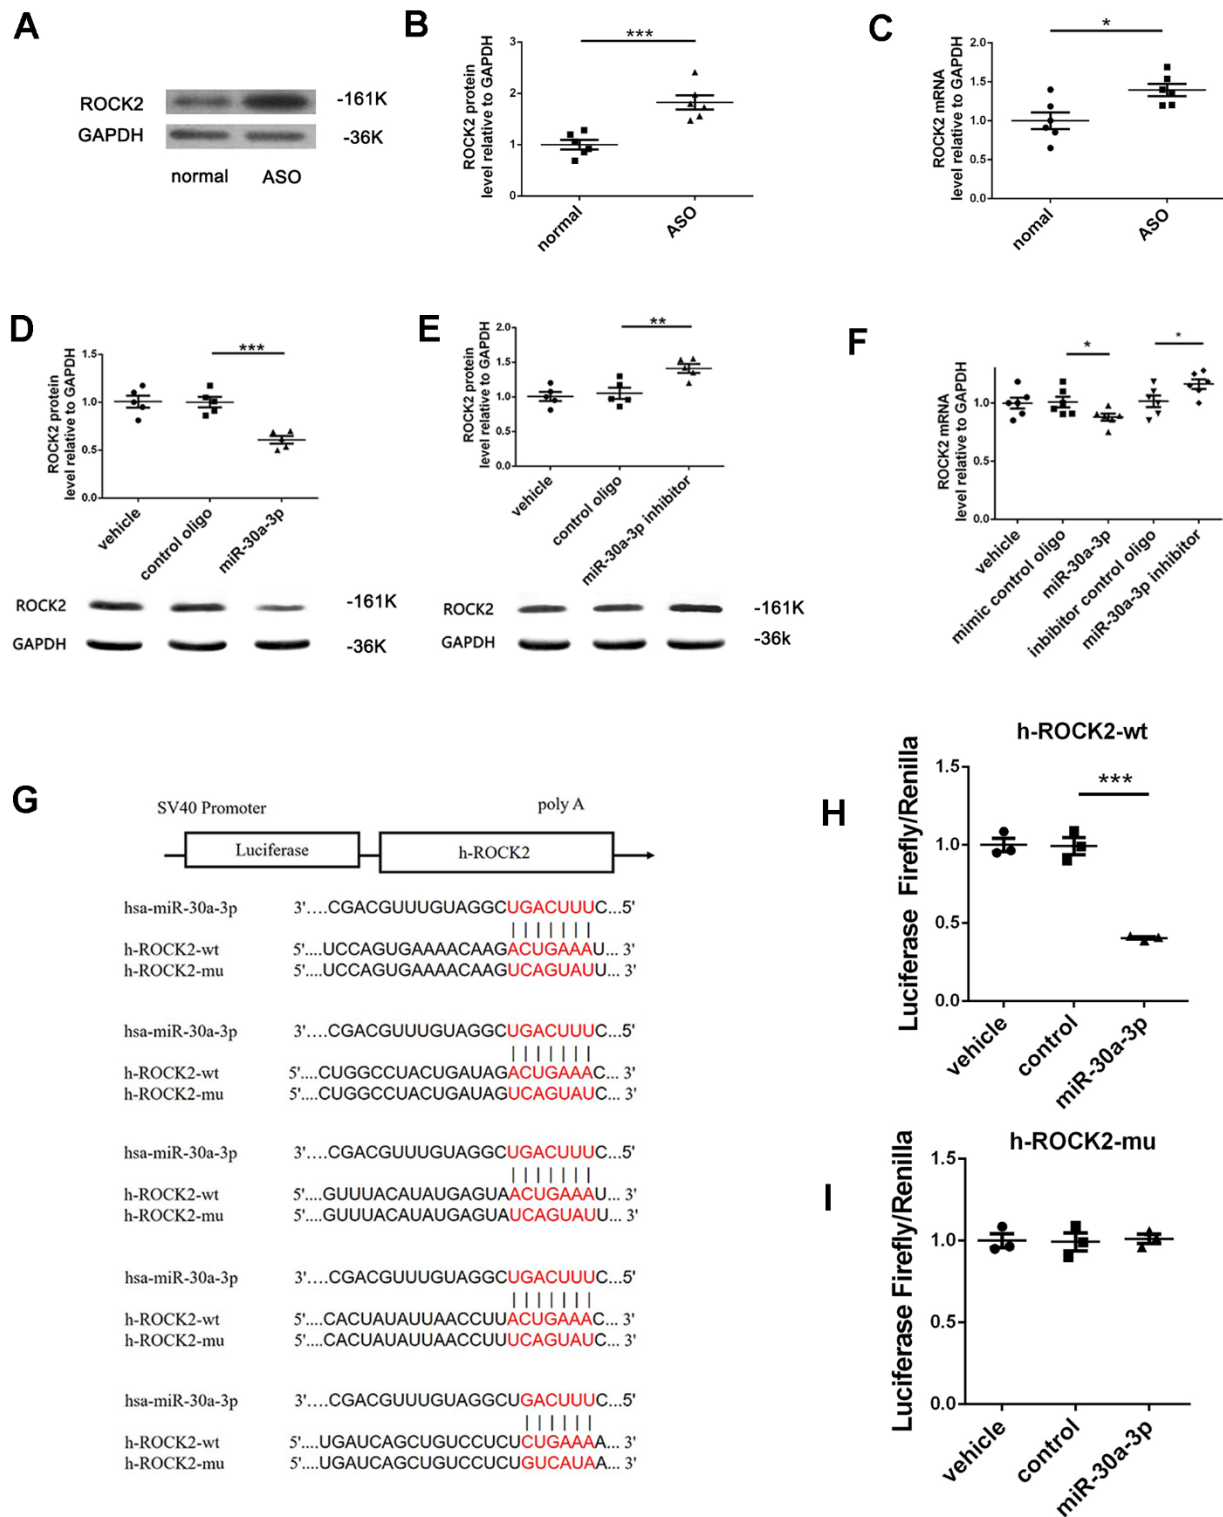 A
ROCK2
-161K
GAPDH
-36K
normal
ASO
B
***
ROCK2 protein
level relative to GAPDH
3
2
1
0
normal
ASO
C
*
ROCK2 mRNA
level relative to GAPDH
2.0
1.5
1.0
0.5
0.0
nomal
ASO
D
***
ROCK2 protein
level relative to GAPDH
1.5
1.0
0.5
0.0
vehicle
control oligo
miR-30a-3p
ROCK2
-161K
GAPDH
-36K
E
**
ROCK2 protein
level relative to GAPDH
2.0
1.5
1.0
0.5
0.0
vehicle
control oligo
miR-30a-3p inhibitor
ROCK2
-161K
GAPDH
-36k
F
*
*
ROCK2 mRNA
level relative to GAPDH
1.0
0.5
0.0
vehicle
mimic control oligo
miR-30a-3p
inbibitor control oligo
miR-30a-3p inhibitor
G
SV40 Promoter
poly A
Luciferase
h-ROCK2
hsa-miR-30a-3p 3'....CGACGUUUGUAGGCUGACUUUC...5'
h-ROCK2-wt 5'...UCCAGUGAAAACAAGACUGAAAU... 3'
h-ROCK2-mu 5'...UCCAGUGAAAACAAGUCAGUAUU... 3'
hsa-miR-30a-3p 3'....CGACGUUUGUAGGCUGACUUUC...5'
h-ROCK2-wt 5'....CUGGCCUACUGAUAGACUGAAAC... 3'
h-ROCK2-mu 5'....CUGGCCUACUGAUAGUCAGUAUC... 3'
hsa-miR-30a-3p 3'....CGACGUUUGUAGGCUGACUUUC...5'
h-ROCK2-wt 5'....GUUUACAUAUGAGUAACUGAAAU... 3'
h-ROCK2-mu 5'....GUUUACAUAUGAGUAUCAGUAUU... 3'
hsa-miR-30a-3p 3'....CGACGUUUGUAGGCUGACUUUC...5'
h-ROCK2-wt 5'....CACUAUAUUAACCUUACUGAAAC... 3'
h-ROCK2-mu 5'....CACUAUAUUAACCUUUCAGUAUC... 3'
hsa-miR-30a-3p 3'....CGACGUUUGUAGGCUGACUUUC...5'
h-ROCK2-wt 5'....UGAUCAGCUGUCCUCUCUGAAAA... 3'
h-ROCK2-mu 5'....UGAUCAGCUGUCCUCUGUCAUAA... 3'
H
h-ROCK2-wt
***
Luciferase Firefly/Renilla
1.5
1.0
0.5
0.0
vehicle
control
miR-30a-3p
I
h-ROCK2-mu
Luciferase Firefly/Renilla
1.5
1.0
0.5
0.0
vehicle
control
miR-30a-3p